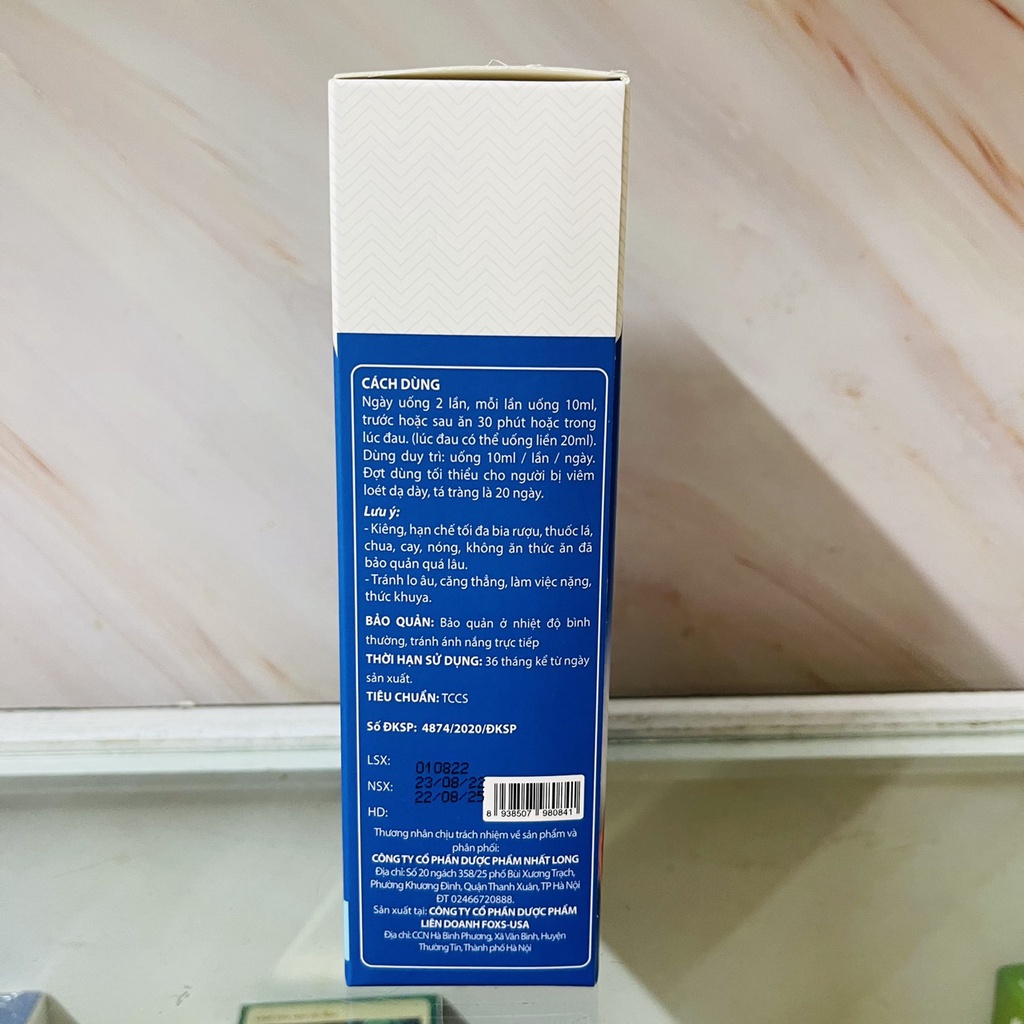 CÁCH DÙNG
Ngày uống 2 lần, mỗi lần uống 10ml,
trước hoặc sau ăn 30 phút hoặc trong
lúc đau. (lúc đau có thể uống liền 20ml).
Dùng duy trì: uống 10ml / lần / ngày.
Đợt dùng tối thiểu cho người bị viêm
loét dạ dày, tá tràng là 20 ngày.
Lưu ý:
- Kiêng, hạn chế tối đa bia rượu, thuốc lá,
chua, cay, nóng, không ăn thức ăn đã
bảo quản quá lâu.
- Tránh lo âu, căng thẳng, làm việc nặng,
thức khuya.
BẢO QUẢN: Bảo quản ở nhiệt độ bình
thường, tránh ánh nắng trực tiếp
THỜI HẠN SỬ DỤNG: 36 tháng kể từ ngày
sản xuất.
TIÊU CHUẨN: TCCS
Số ĐKSP: 4874/2020/ĐKSP
LSX: 010822
NSX: 23/08/22
HD: 22/08/25
8 938507 980841
Thương nhân chịu trách nhiệm về sản phẩm và
phân phối:
CÔNG TY CỔ PHẦN DƯỢC PHẨM NHẤT LONG
Địa chỉ: Số 20 ngách 358/25 phố Bùi Xương Trạch,
Phường Khương Đình, Quận Thanh Xuân, TP Hà Nội
ĐT 02466720888.
Sản xuất tại: CÔNG TY CỔ PHẦN DƯỢC PHẨM
LIÊN DOANH FOXS-USA
Địa chỉ: CCN Hà Bình Phương, Xã Văn Bình, Huyện
Thường Tín, Thành phố Hà Nội